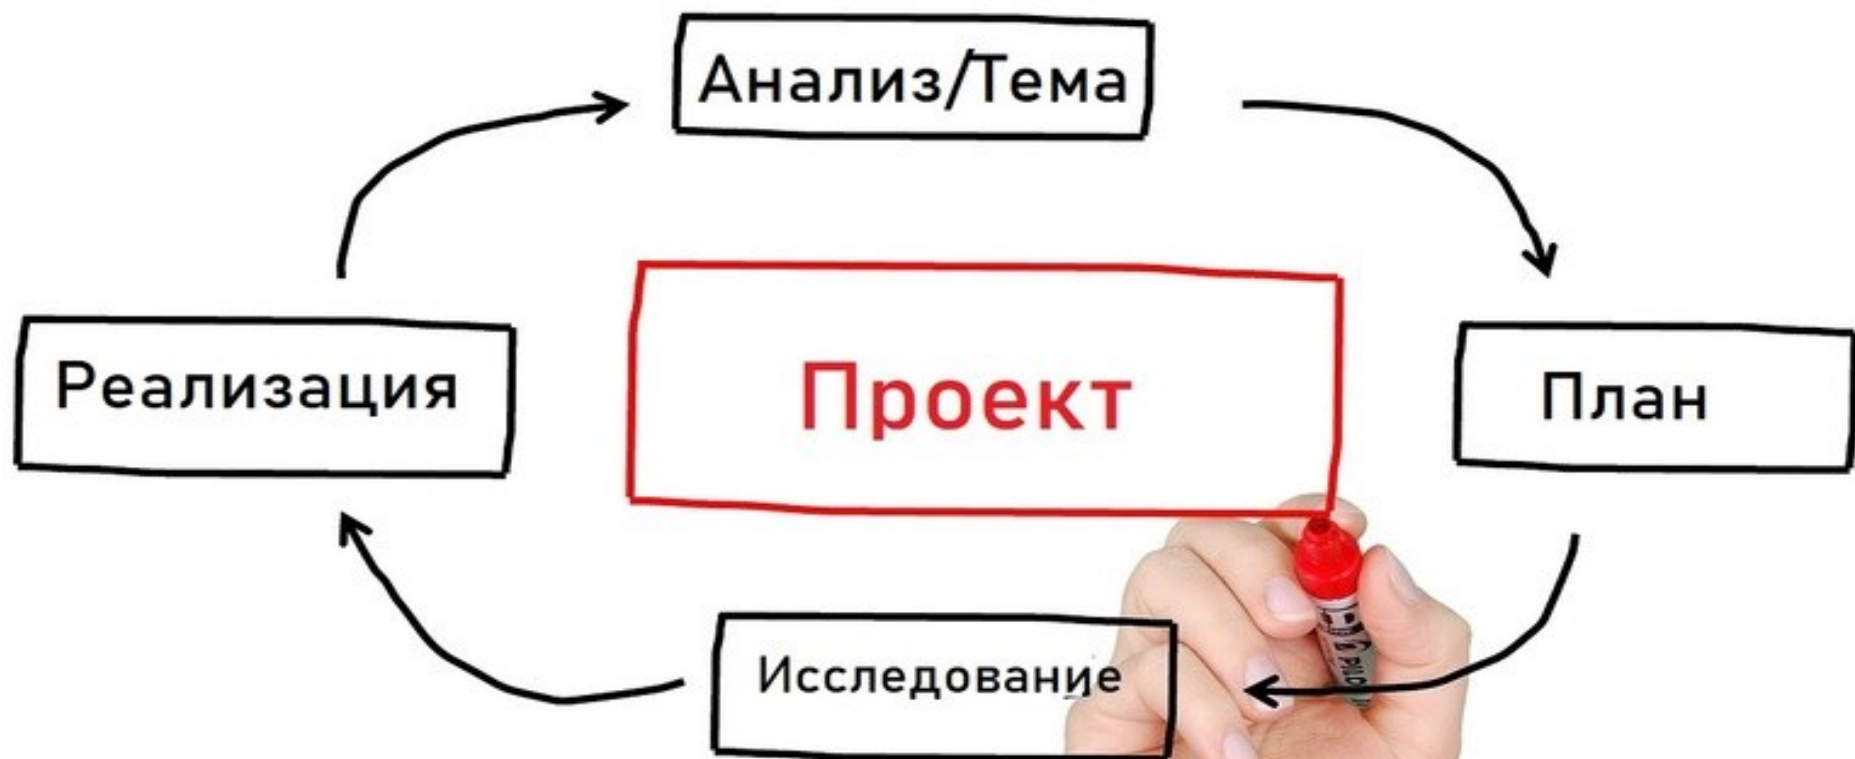 Анализ/Тема
Реализация
Проект
План
Исследование